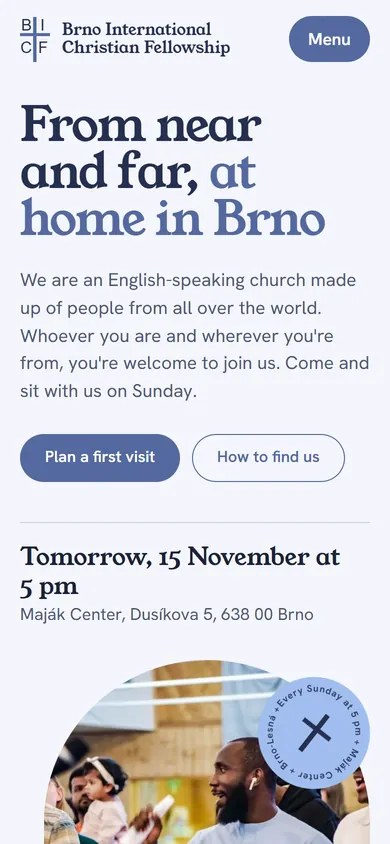 B I
C F
Brno International
Christian Fellowship
Menu
From near
and far, at
home in Brno
We are an English-speaking church made
up of people from all over the world.
Whoever you are and wherever you're
from, you're welcome to join us. Come and
sit with us on Sunday.
Plan a first visit
How to find us
Tomorrow, 15 November at
5 pm
Maják Center, Dusíkova 5, 638 00 Brno
Every Sunday at 5 pm + Maják Center + Brno-Lesná +